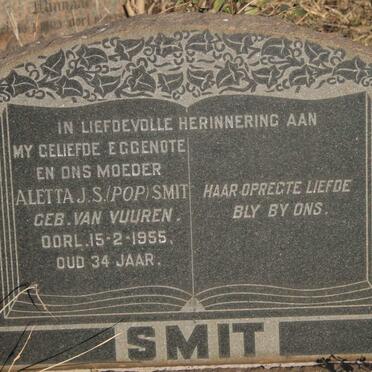 IN LIEFDEVOLLE HERINNERING AAN
MY GELIEFDE EGGENOTE
EN ONS MOEDER
ALETTA J.S. (POP) SMIT
GEB. VAN VUUREN.
OORL. 15-2-1955.
OUD 34 JAAR.
HAAR OPREGTE LIEFDE
BLY BY ONS.
SMIT